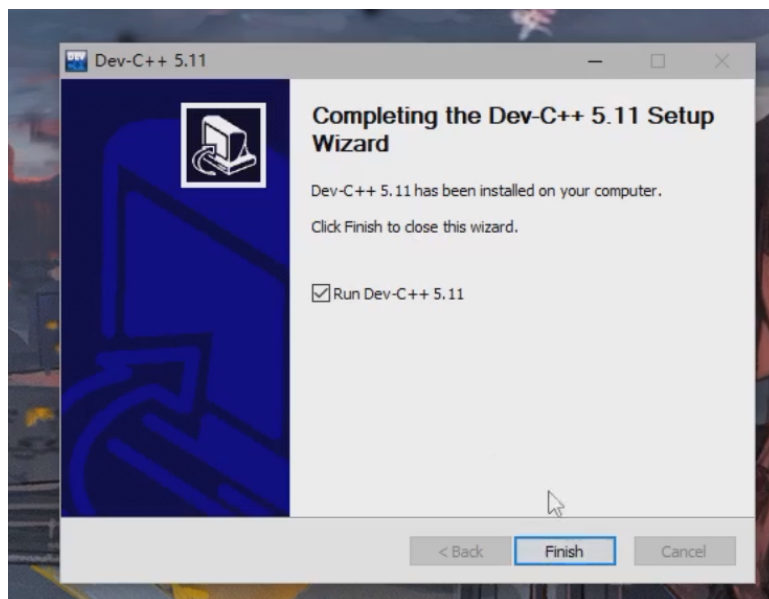 Dev-C++ 5.11
Completing the Dev-C++ 5.11 Setup
Wizard
Dev-C++ 5.11 has been installed on your computer.
Click Finish to close this wizard.
Run Dev-C++ 5.11
< Back
Finish
Cancel